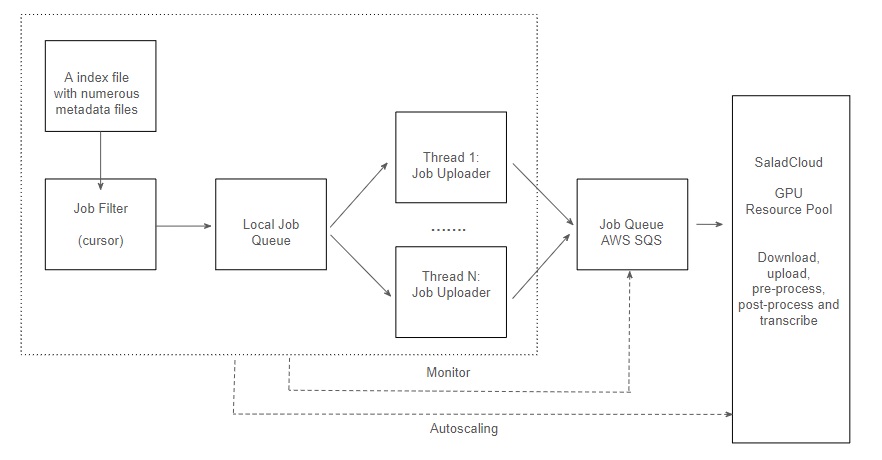 A index file
with numerous
metadata files
Job Filter
(cursor)
Local Job
Queue
Thread 1:
Job Uploader
.......
Thread N:
Job Uploader
Job Queue
AWS SQS
SaladCloud
GPU
Resource Pool
Download,
upload,
pre-process,
post-process and
transcribe
Monitor
Autoscaling